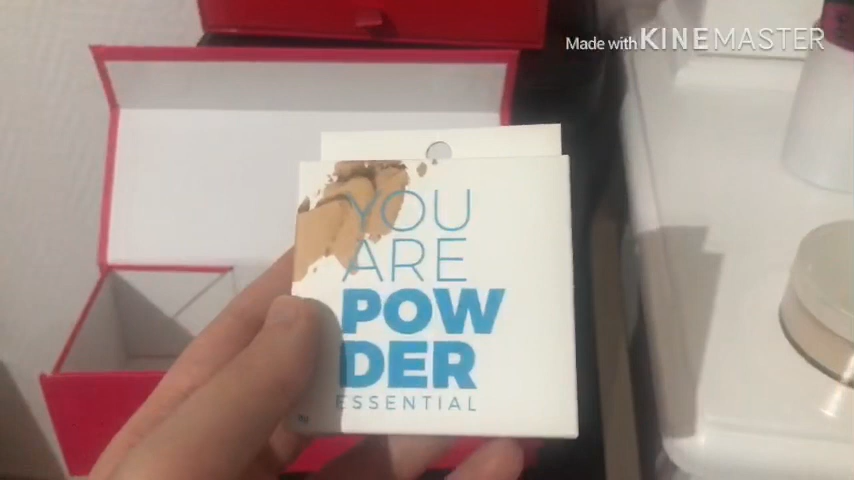 Made with KINEMASTER
YOU
ARE
POW
DER
ESSENTIAL